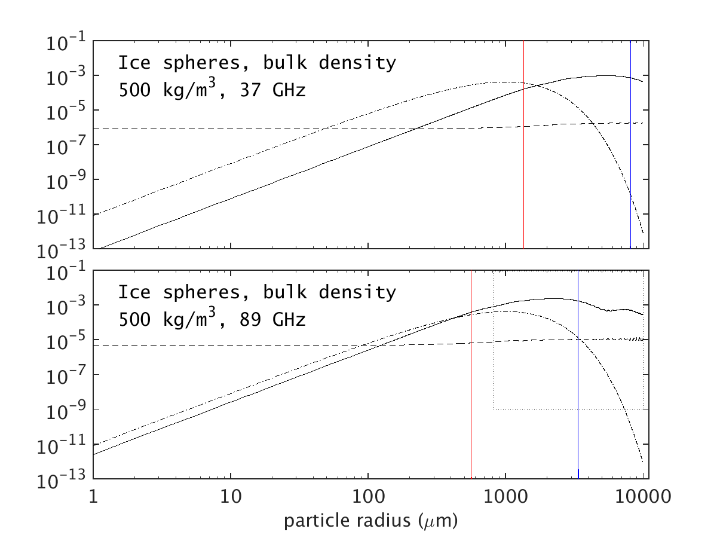 10⁻¹
Ice spheres, bulk density
10⁻³
500 kg/m³, 37 GHz
10⁻⁵
10⁻⁷
10⁻⁹
10⁻¹¹
10⁻¹³
10⁻¹
Ice spheres, bulk density
10⁻³
500 kg/m³, 89 GHz
10⁻⁵
10⁻⁷
10⁻⁹
10⁻¹¹
10⁻¹³
1 10 100 1000 10000
particle radius (μm)